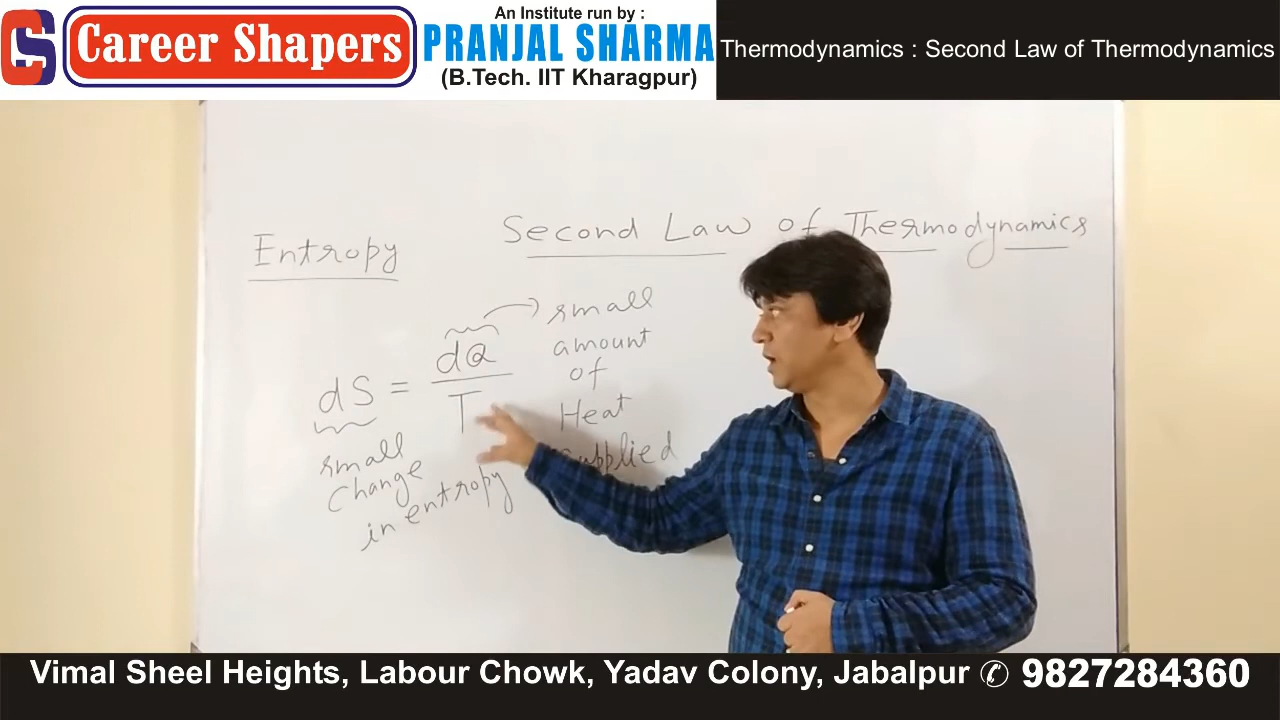 CS
Career Shapers
An Institute run by :
PRANJAL SHARMA
(B.Tech. IIT Kharagpur)
Thermodynamics : Second Law of Thermodynamics
Second Law of Thermodynamics
Entropy
dS = dQ / T
small
amount
of
Heat
supplied
small
change
in entropy
Vimal Sheel Heights, Labour Chowk, Yadav Colony, Jabalpur ✆ 9827284360